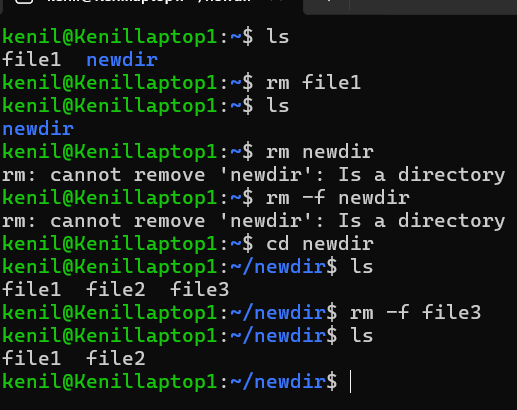 kenil@Kenillaptop1:~$ ls
file1  newdir
kenil@Kenillaptop1:~$ rm file1
kenil@Kenillaptop1:~$ ls
newdir
kenil@Kenillaptop1:~$ rm newdir
rm: cannot remove 'newdir': Is a directory
kenil@Kenillaptop1:~$ rm -f newdir
rm: cannot remove 'newdir': Is a directory
kenil@Kenillaptop1:~$ cd newdir
kenil@Kenillaptop1:~/newdir$ ls
file1  file2  file3
kenil@Kenillaptop1:~/newdir$ rm -f file3
kenil@Kenillaptop1:~/newdir$ ls
file1  file2
kenil@Kenillaptop1:~/newdir$